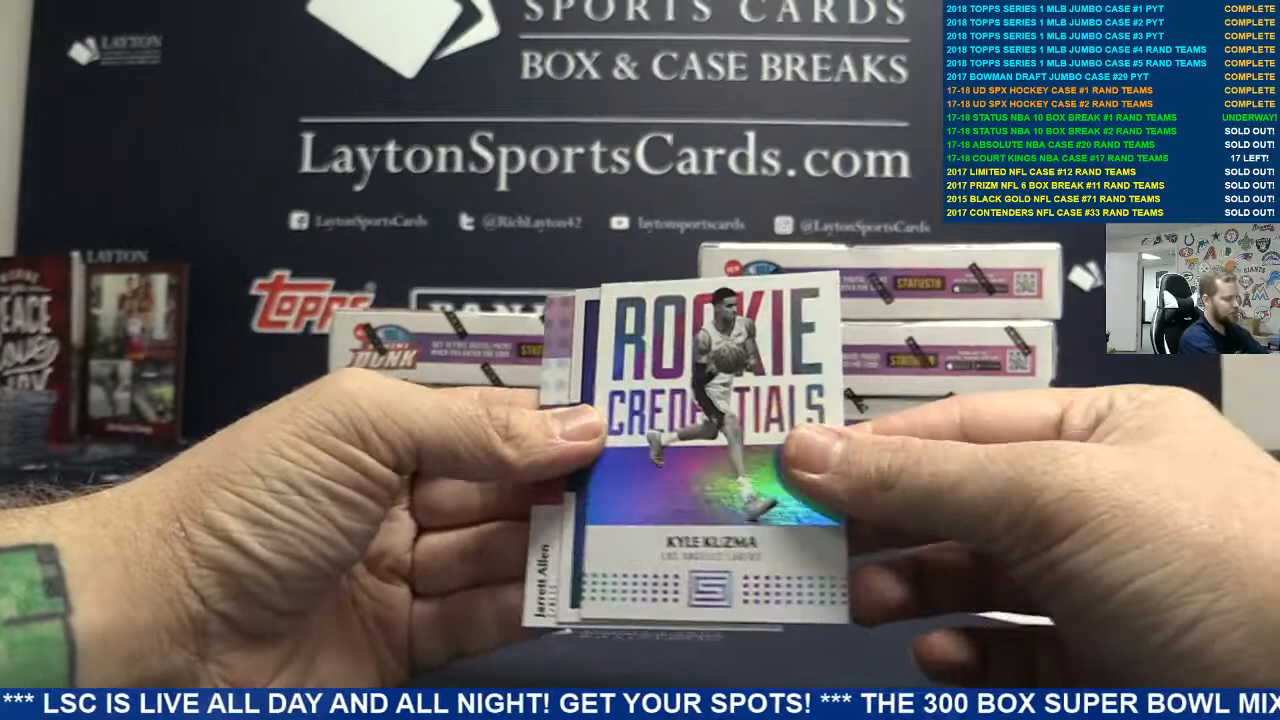 SPORTS CARDS
BOX & CASE BREAKS
LaytonSportsCards.com
LaytonSportsCards
@RichLayton42
laytonsportscards
@LaytonSportsCards
LAYTON
LAYTON
2018 TOPPS SERIES 1 MLB JUMBO CASE #1 PYT COMPLETE
2018 TOPPS SERIES 1 MLB JUMBO CASE #2 PYT COMPLETE
2018 TOPPS SERIES 1 MLB JUMBO CASE #3 PYT COMPLETE
2018 TOPPS SERIES 1 MLB JUMBO CASE #4 RAND TEAMS COMPLETE
2018 TOPPS SERIES 1 MLB JUMBO CASE #5 RAND TEAMS COMPLETE
2017 BOWMAN DRAFT JUMBO CASE #29 PYT COMPLETE
17-18 UD SPX HOCKEY CASE #1 RAND TEAMS COMPLETE
17-18 UD SPX HOCKEY CASE #2 RAND TEAMS COMPLETE
17-18 STATUS NBA 10 BOX BREAK #1 RAND TEAMS UNDERWAY!
17-18 STATUS NBA 10 BOX BREAK #2 RAND TEAMS SOLD OUT!
17-18 ABSOLUTE NBA CASE #20 RAND TEAMS SOLD OUT!
17-18 COURT KINGS NBA CASE #17 RAND TEAMS 17 LEFT!
2017 LIMITED NFL CASE #12 RAND TEAMS SOLD OUT!
2017 PRIZM NFL 6 BOX BREAK #11 RAND TEAMS SOLD OUT!
2015 BLACK GOLD NFL CASE #71 RAND TEAMS SOLD OUT!
2017 CONTENDERS NFL CASE #33 RAND TEAMS SOLD OUT!
topps
DUNK
PEACE
ROOKIE
CREDENTIALS
KYLE KUZMA
LOS ANGELES LAKERS
Jarrett Allen
*** LSC IS LIVE ALL DAY AND ALL NIGHT! GET YOUR SPOTS! *** THE 300 BOX SUPER BOWL MIX